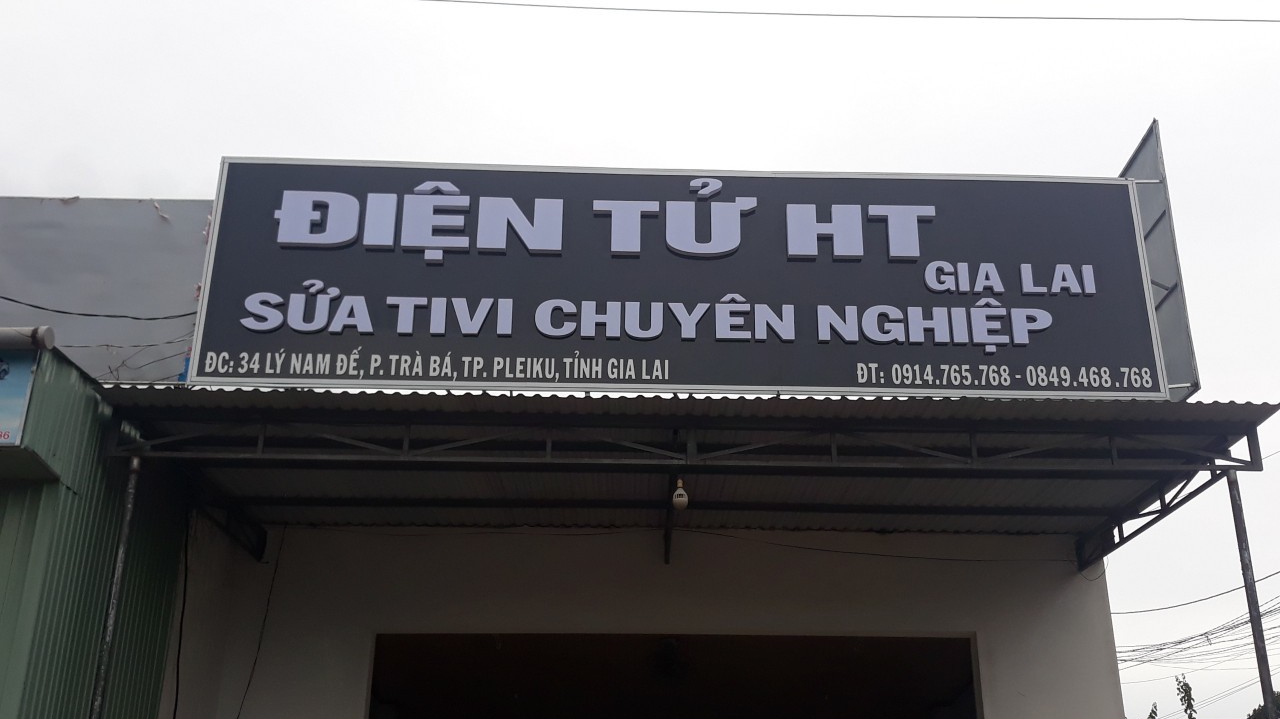 ĐIỆN TỬ HT
GIA LAI
SỬA TIVI CHUYÊN NGHIỆP
ĐC: 34 LÝ NAM ĐẾ, P. TRÀ BÁ, TP. PLEIKU, TỈNH GIA LAI
ĐT: 0914.765.768 - 0849.468.768